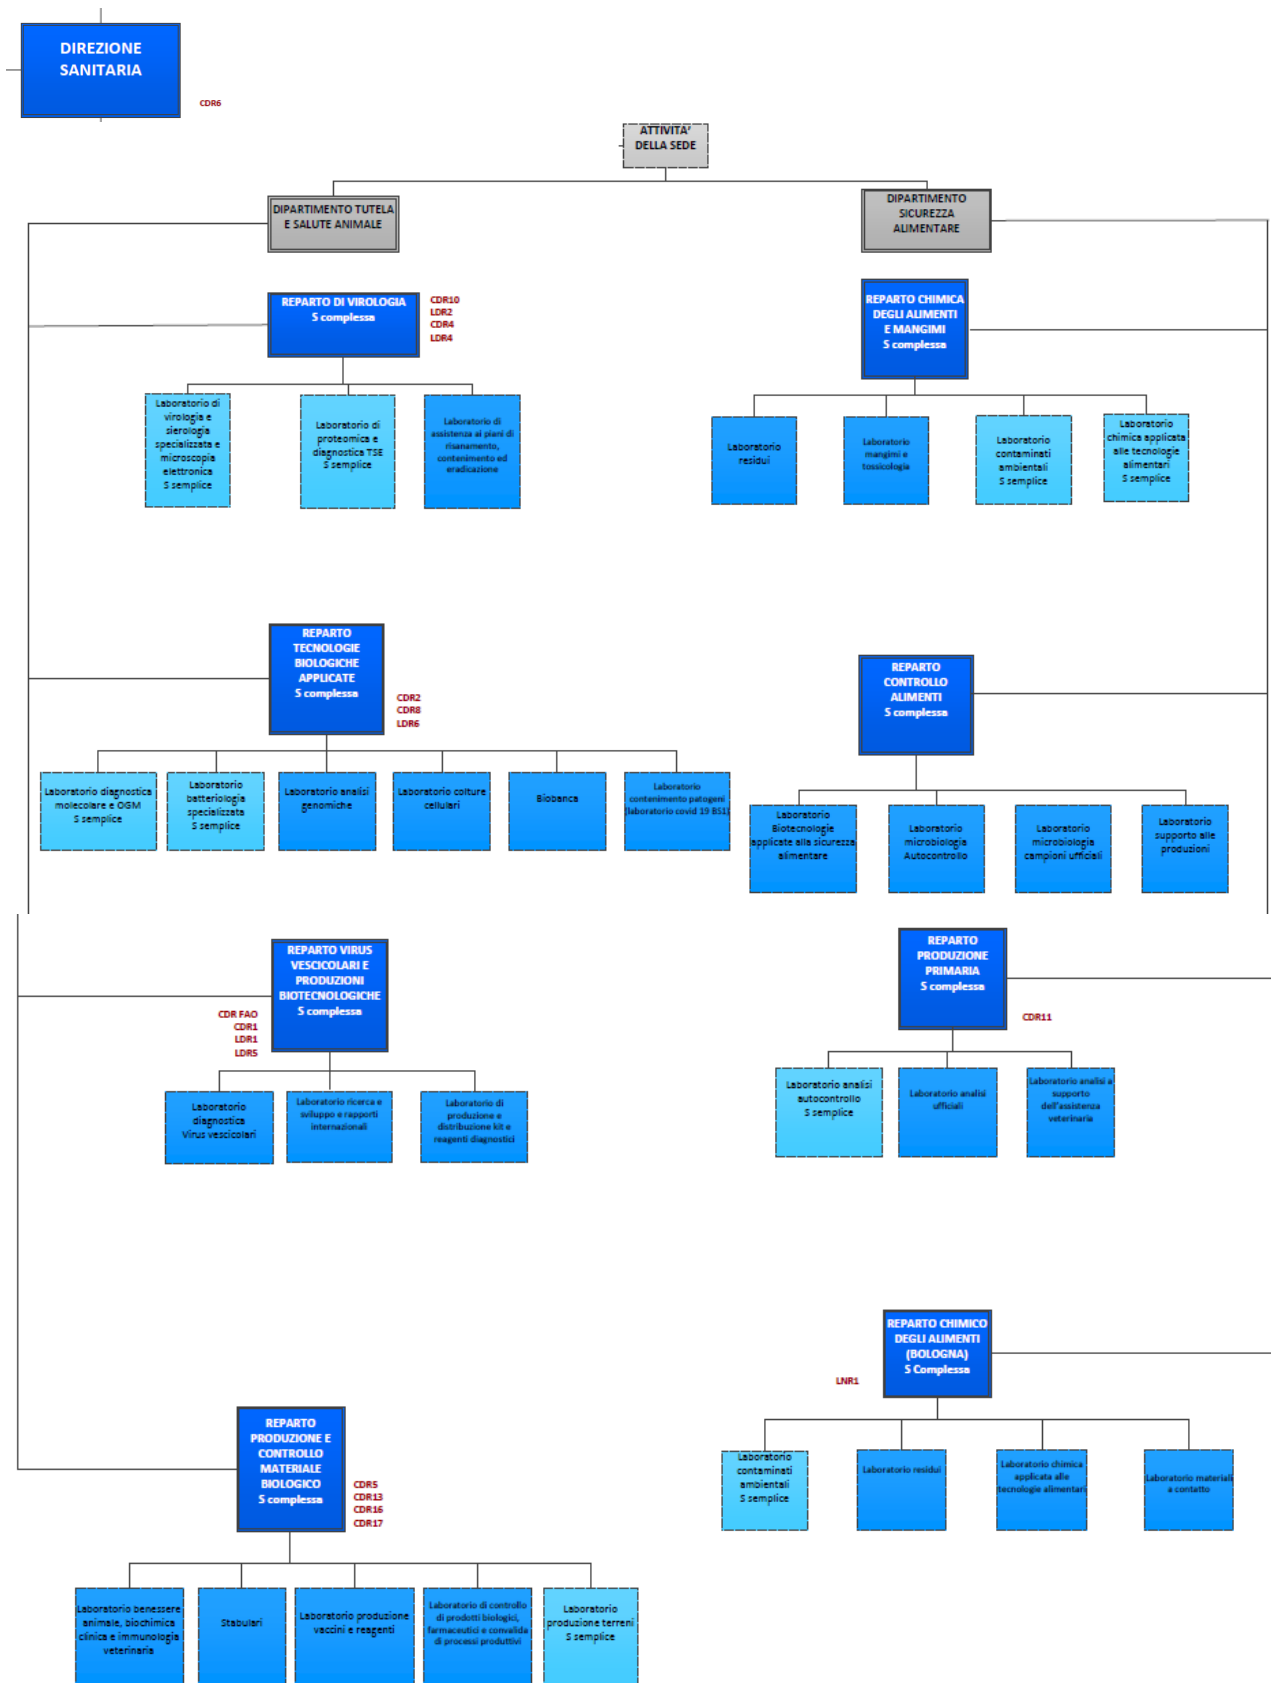 DIREZIONE
SANITARIA
CDR6
ATTIVITA'
DELLA SEDE
DIPARTIMENTO TUTELA
E SALUTE ANIMALE
DIPARTIMENTO
SICUREZZA
ALIMENTARE
REPARTO DI VIROLOGIA
S complessa
CDR10
LDR2
CDR4
LDR4
REPARTO CHIMICA
DEGLI ALIMENTI
E MANGIMI
S complessa
Laboratorio di
virologia e
sierologia
specializzata e
microscopia
elettronica
S semplice
Laboratorio di
proteomica e
diagnostica TSE
S semplice
Laboratorio di
assistenza ai piani di
risanamento,
contenimento ed
eradicazione
Laboratorio
residui
Laboratorio
mangimi e
tossicologia
Laboratorio
contaminati
ambientali
S semplice
Laboratorio
chimica applicata
alle tecnologie
alimentari
S semplice
REPARTO
TECNOLOGIE
BIOLOGICHE
APPLICATE
S complessa
CDR2
CDR8
LDR6
REPARTO
CONTROLLO
ALIMENTI
S complessa
Laboratorio diagnostica
molecolare e OGM
S semplice
Laboratorio
batteriologia
specializzata
S semplice
Laboratorio analisi
genomiche
Laboratorio colture
cellulari
Biobanca
Laboratorio
contenimento patogeni
(laboratorio covid 19 BS1)
Laboratorio
Biotecnologie
applicate alla sicurezza
alimentare
Laboratorio
microbiologia
Autocontrollo
Laboratorio
microbiologia
campioni ufficiali
Laboratorio
supporto alle
produzioni
REPARTO VIRUS
VESCICOLARI E
PRODUZIONI
BIOTECNOLOGICHE
S complessa
CDR FAO
CDR1
LDR1
LDR5
REPARTO
PRODUZIONE
PRIMARIA
S complessa
CDR11
Laboratorio
diagnostica
Virus vescicolari
Laboratorio ricerca e
sviluppo e rapporti
internazionali
Laboratorio di
produzione e
distribuzione kit e
reagenti diagnostici
Laboratorio analisi
autocontrollo
S semplice
Laboratorio analisi
ufficiali
Laboratorio analisi a
supporto
dell'assistenza
veterinaria
REPARTO CHIMICO
DEGLI ALIMENTI
(BOLOGNA)
S Complessa
LNR1
REPARTO
PRODUZIONE E
CONTROLLO
MATERIALE
BIOLOGICO
S complessa
CDR5
CDR13
CDR16
CDR17
Laboratorio
contaminati
ambientali
S semplice
Laboratorio residui
Laboratorio chimica
applicata alle
tecnologie alimentari
Laboratorio materiali
a contatto
Laboratorio benessere
animale, biochimica
clinica e immunologia
veterinaria
Stabulari
Laboratorio produzione
vaccini e reagenti
Laboratorio di controllo
di prodotti biologici,
farmaceutici e convalida
di processi produttivi
Laboratorio
produzione terreni
S semplice